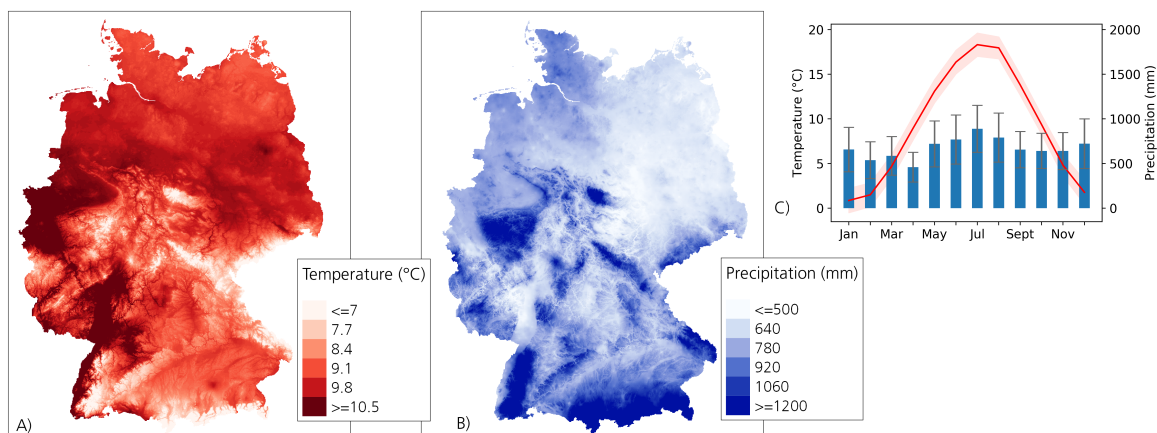 A)
Temperature (°C)
<=7
7.7
8.4
9.1
9.8
>=10.5
B)
Precipitation (mm)
<=500
640
780
920
1060
>=1200
C)
Temperature (°C)
20
15
10
5
0
Jan Mar May Jul Sept Nov
2000
1500
1000
500
0
Precipitation (mm)